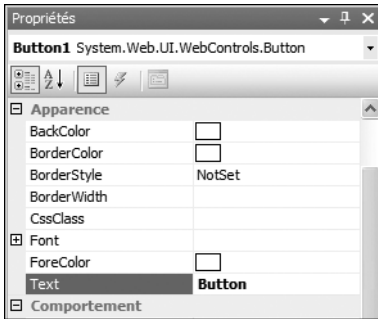 Propriétés
Button1 System.Web.UI.WebControls.Button
A Z
Apparence
BackColor
BorderColor
BorderStyle NotSet
BorderWidth
CssClass
Font
ForeColor
Text Button
Comportement